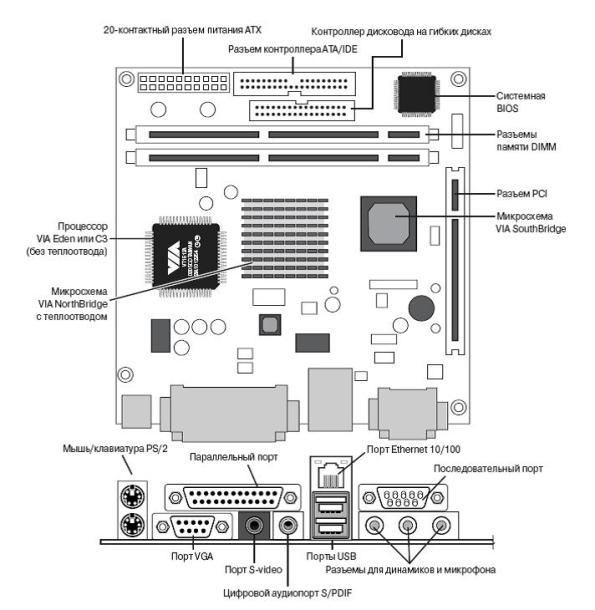 20-контактный разъем питания ATX
Контроллер дисковода на гибких дисках
Разъем контроллера ATA/IDE
Системная
BIOS
Разъемы
памяти DIMM
Разъем PCI
Микросхема
VIA SouthBridge
Процессор
VIA Eden или C3
(без теплоотвода)
VIA
Микросхема
VIA NorthBridge
с теплоотводом
Мышь/клавиатура PS/2
Параллельный порт
Порт Ethernet 10/100
Последовательный порт
Порт VGA
Порт S-video
Порты USB
Разъемы для динамиков и микрофона
Цифровой аудиопорт S/PDIF